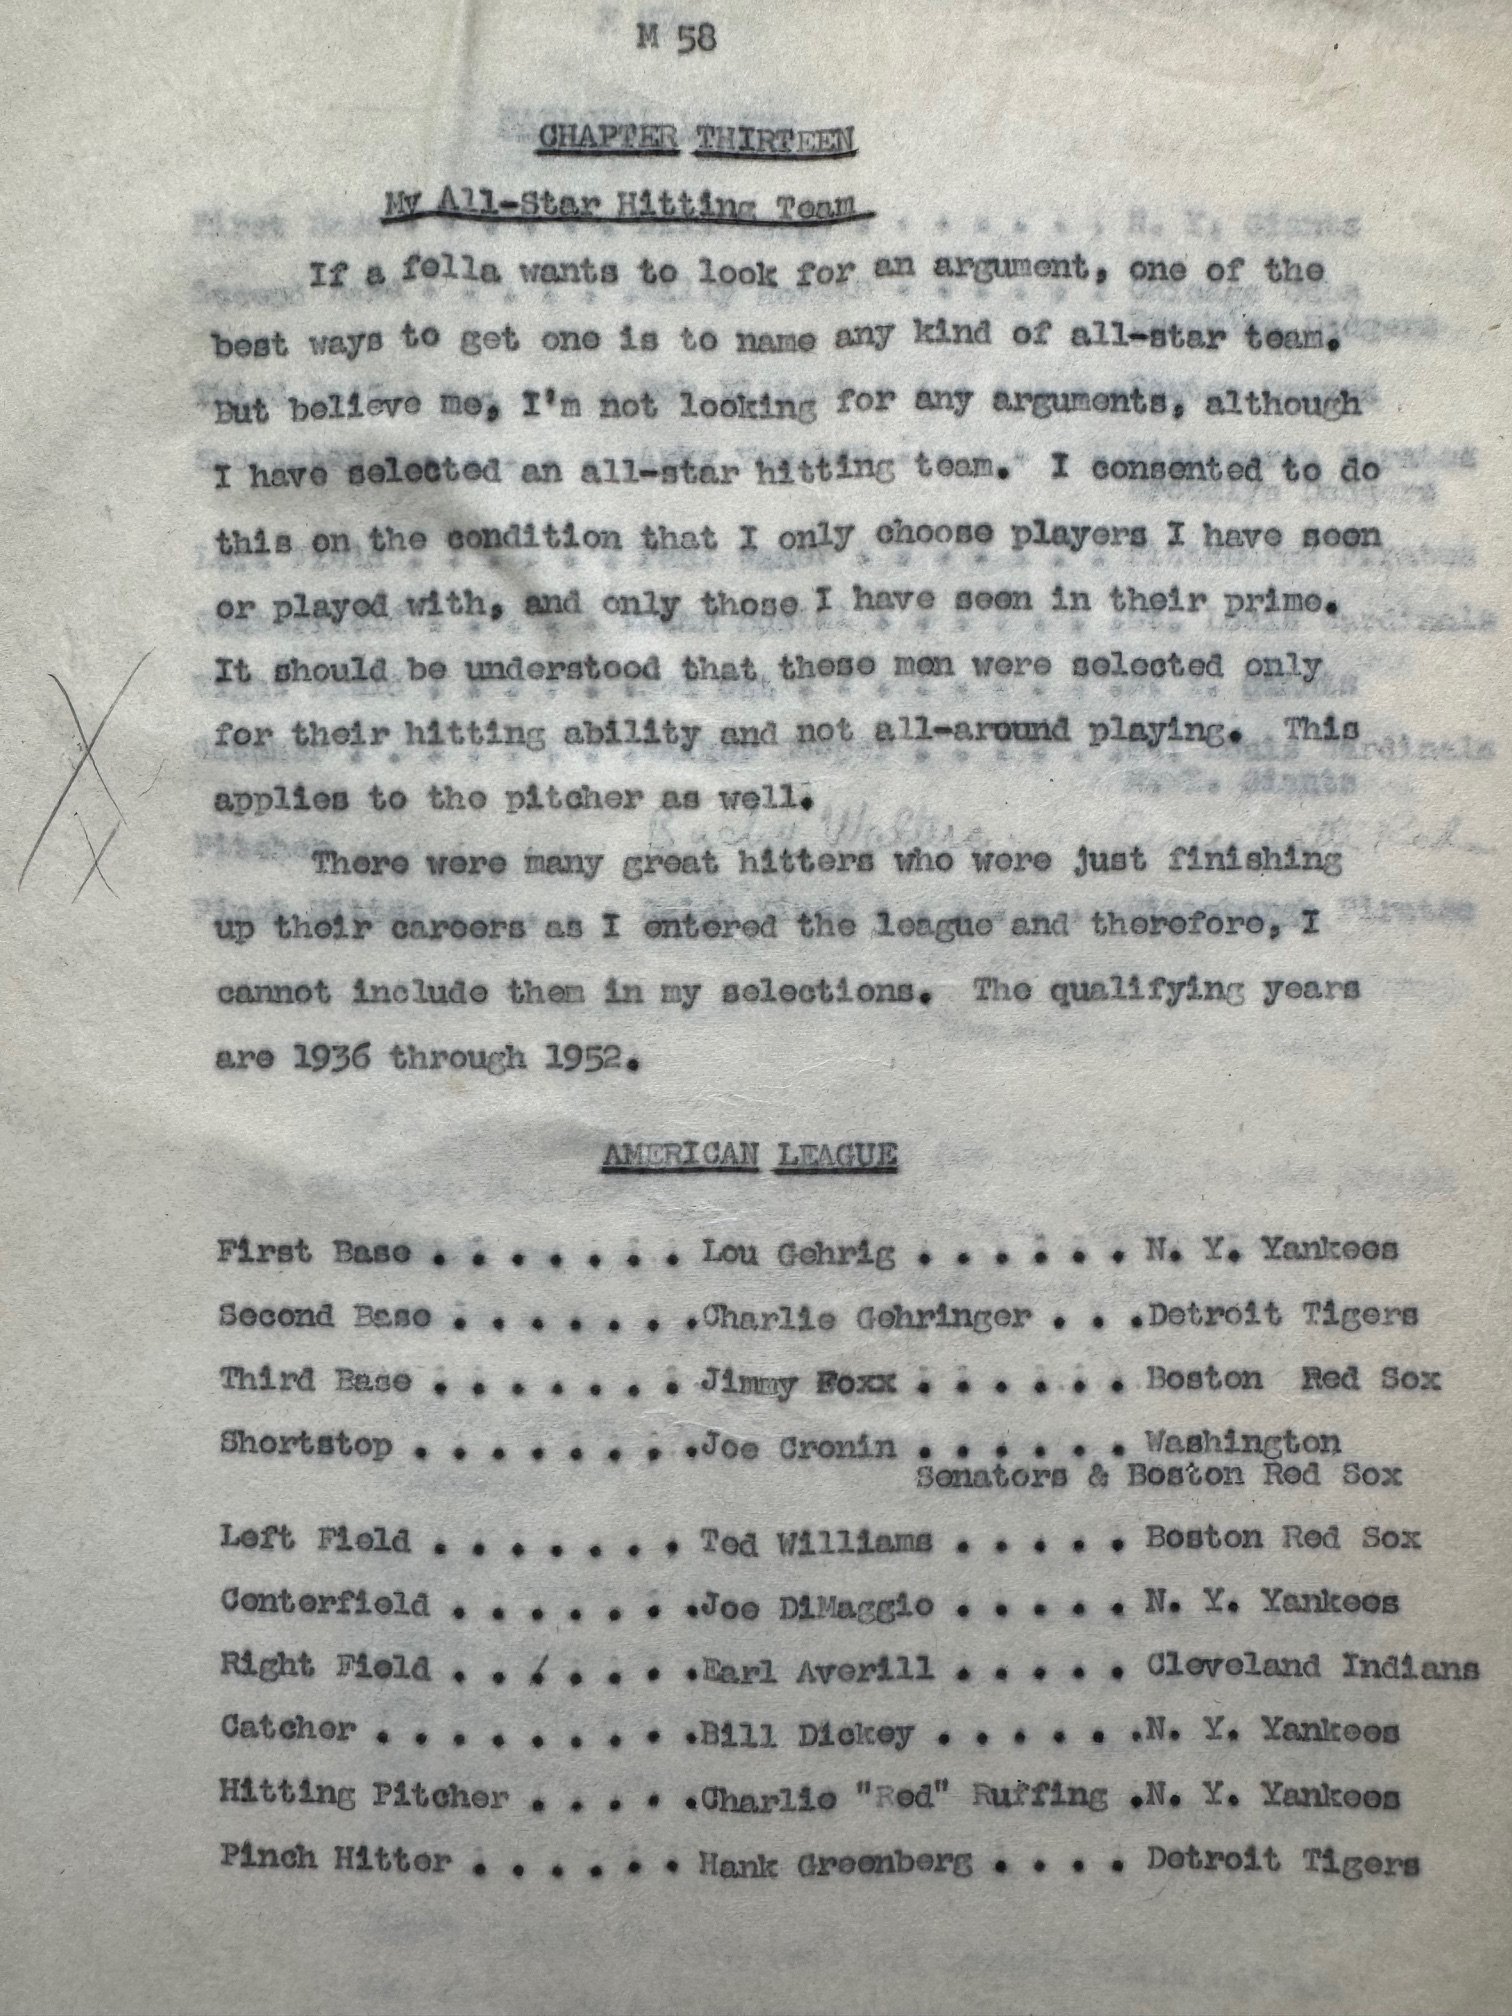 M 58
CHAPTER THIRTEEN
My All-Star Hitting Team
If a fella wants to look for an argument, one of the
best ways to get one is to name any kind of all-star team.
But believe me, I'm not looking for any arguments, although
I have selected an all-star hitting team.  I consented to do
this on the condition that I only choose players I have seen
or played with, and only those I have seen in their prime.
It should be understood that these men were selected only
for their hitting ability and not all-around playing.  This
applies to the pitcher as well.
There were many great hitters who were just finishing
up their careers as I entered the league and therefore, I
cannot include them in my selections.  The qualifying years
are 1936 through 1952.
AMERICAN LEAGUE
First Base . . . . . . . Lou Gehrig . . . . . . N. Y. Yankees
Second Base . . . . . . .Charlie Gehringer . . .Detroit Tigers
Third Base . . . . . . . Jimmy Foxx . . . . . . Boston  Red Sox
Shortstop . . . . . . . .Joe Cronin . . . . . . Washington
Senators & Boston Red Sox
Left Field . . . . . . . Ted Williams . . . . . Boston Red Sox
Centerfield . . . . . . .Joe DiMaggio . . . . . N. Y. Yankees
Right Field . . . . . . .Earl Averill . . . . . Cleveland Indians
Catcher . . . . . . . . .Bill Dickey . . . . . .N. Y. Yankees
Hitting Pitcher . . . . .Charlie "Red" Ruffing .N. Y. Yankees
Pinch Hitter . . . . . . Hank Greenberg . . . . Detroit Tigers